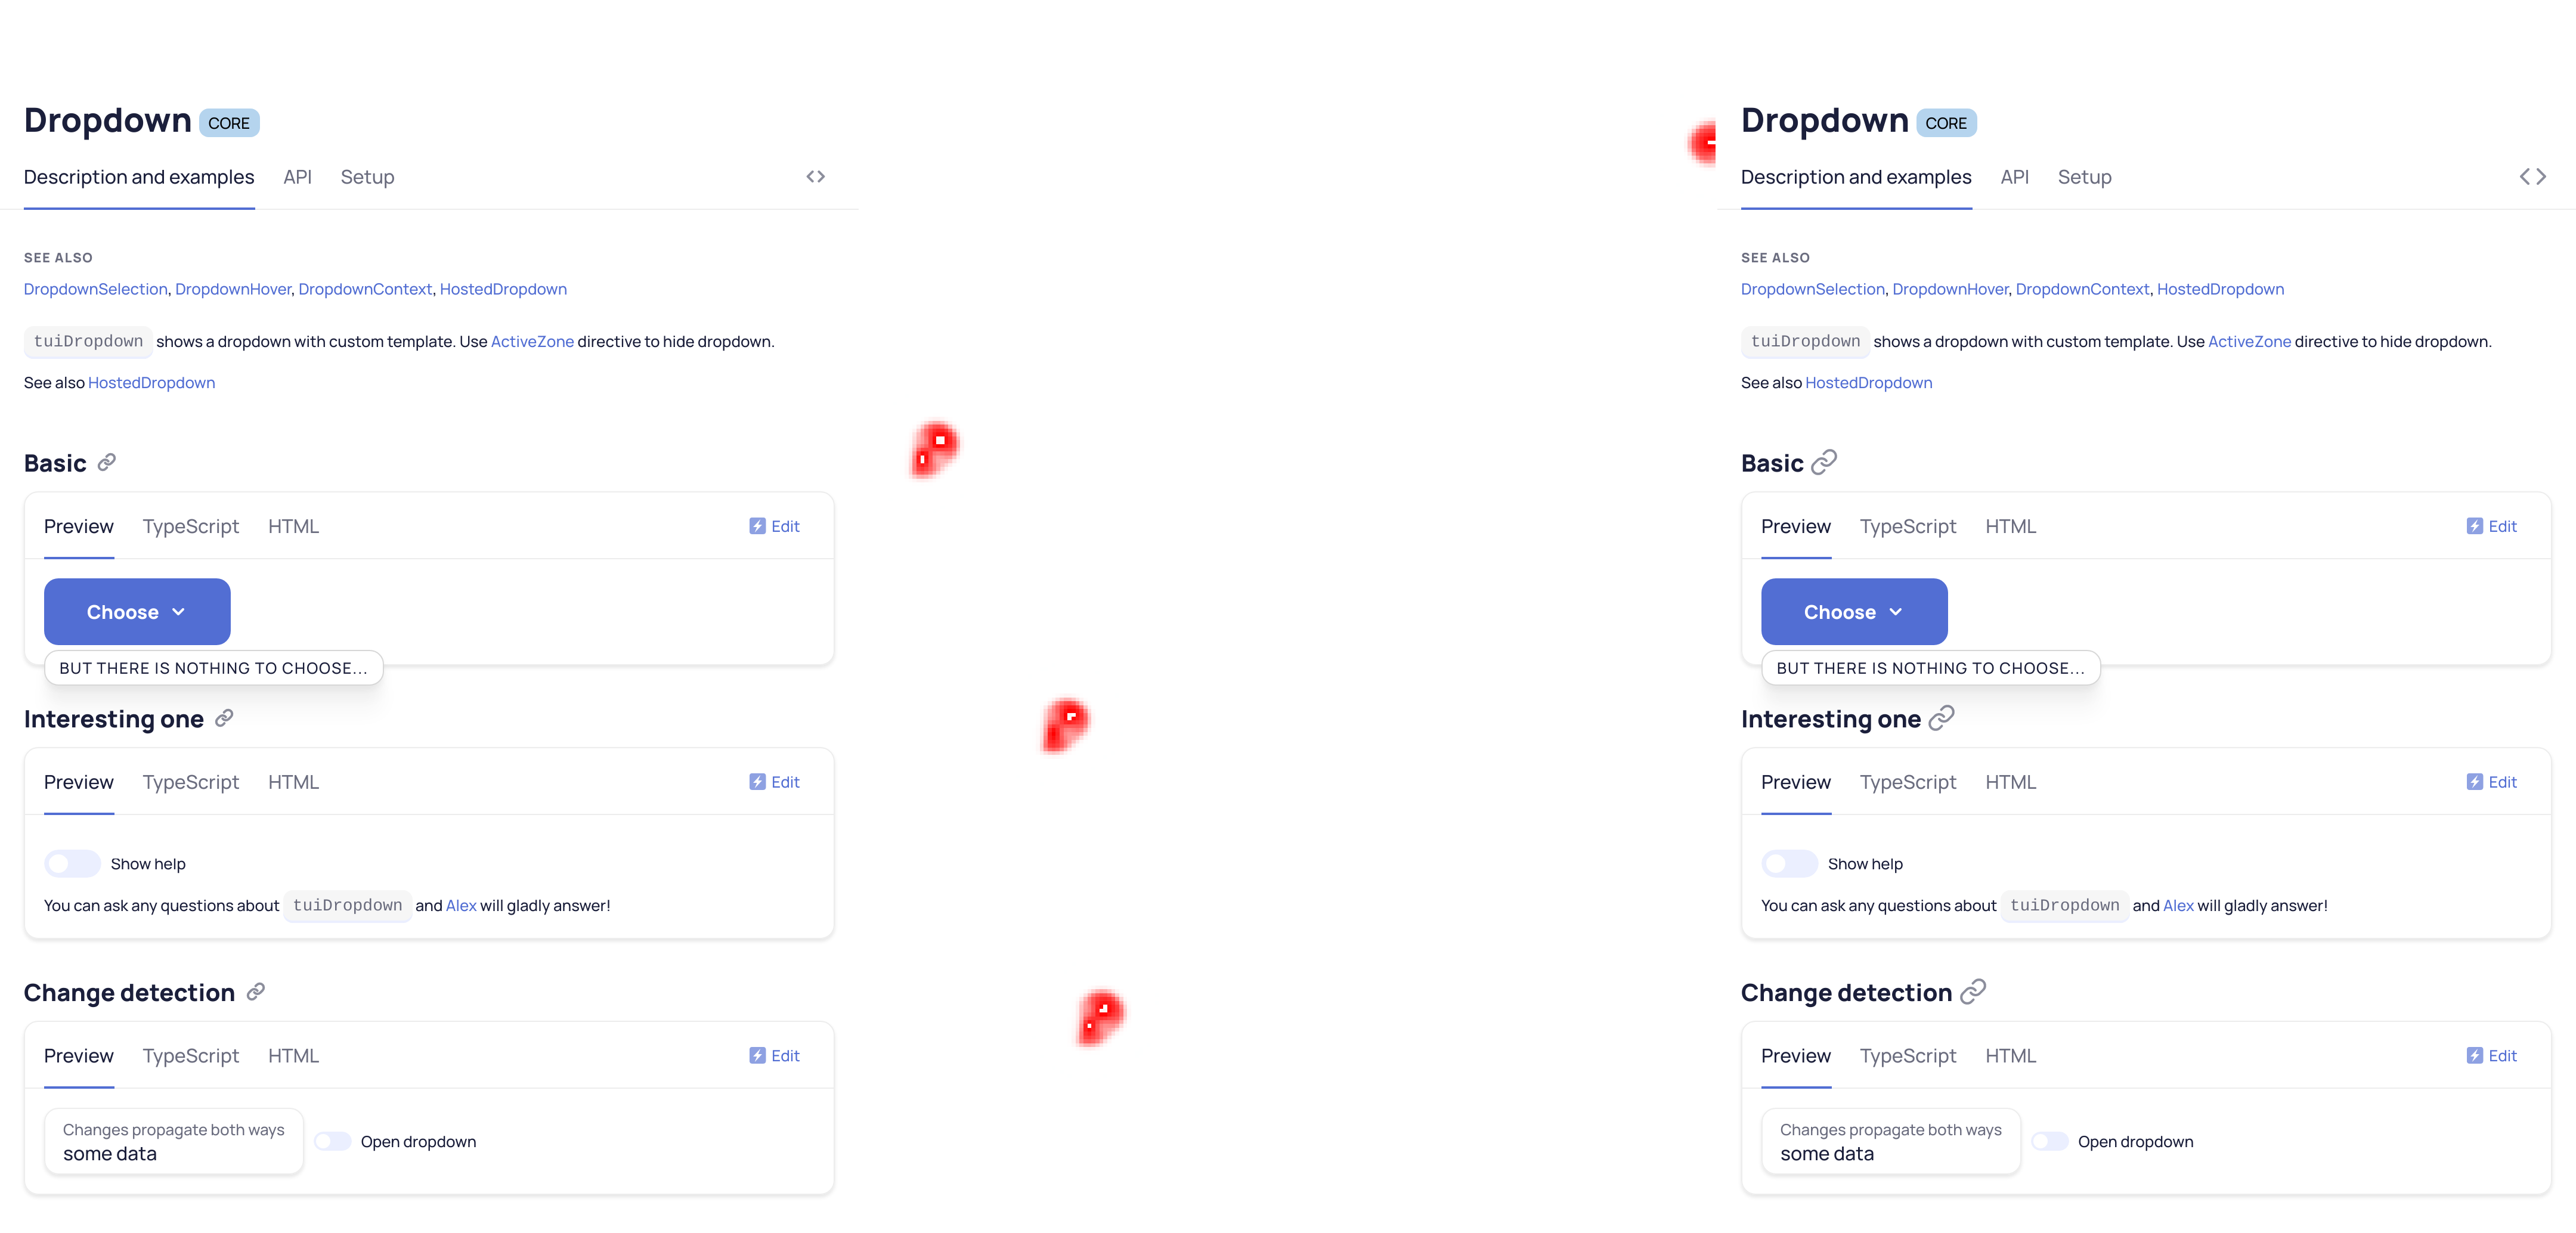 Dropdown CORE
Description and examples API Setup
SEE ALSO
DropdownSelection, DropdownHover, DropdownContext, HostedDropdown
tuiDropdown shows a dropdown with custom template. Use ActiveZone directive to hide dropdown.
See also HostedDropdown
Basic
Preview TypeScript HTML Edit
Choose
BUT THERE IS NOTHING TO CHOOSE...
Interesting one
Preview TypeScript HTML Edit
Show help
You can ask any questions about tuiDropdown and Alex will gladly answer!
Change detection
Preview TypeScript HTML Edit
Changes propagate both ways
some data
Open dropdown
Dropdown CORE
Description and examples API Setup
SEE ALSO
DropdownSelection, DropdownHover, DropdownContext, HostedDropdown
tuiDropdown shows a dropdown with custom template. Use ActiveZone directive to hide dropdown.
See also HostedDropdown
Basic
Preview TypeScript HTML Edit
Choose
BUT THERE IS NOTHING TO CHOOSE...
Interesting one
Preview TypeScript HTML Edit
Show help
You can ask any questions about tuiDropdown and Alex will gladly answer!
Change detection
Preview TypeScript HTML Edit
Changes propagate both ways
some data
Open dropdown